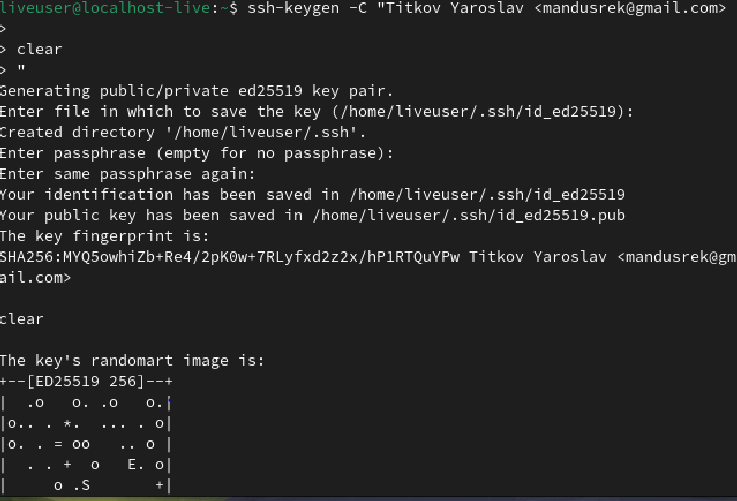 liveuser@localhost-live:~$ ssh-keygen -C "Titkov Yaroslav <mandusrek@gmail.com>
>
> clear
> "
Generating public/private ed25519 key pair.
Enter file in which to save the key (/home/liveuser/.ssh/id_ed25519):
Created directory '/home/liveuser/.ssh'.
Enter passphrase (empty for no passphrase):
Enter same passphrase again:
Your identification has been saved in /home/liveuser/.ssh/id_ed25519
Your public key has been saved in /home/liveuser/.ssh/id_ed25519.pub
The key fingerprint is:
SHA256:MYQ5owhiZb+Re4/2pK0w+7RLyfxd2z2x/hP1RTQuYPw Titkov Yaroslav <mandusrek@gm
ail.com>
clear
The key's randomart image is:
+--[ED25519 256]--+
|  .o   o. .o   o.|
|o.. . *.  ... . o|
|o. . = oo   .. o |
|  . . +  o   E. o|
|     o .S       +|